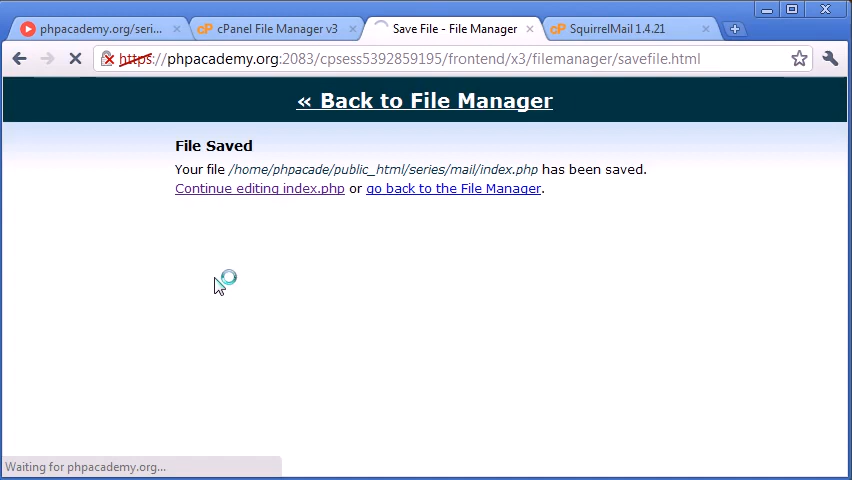 phpacademy.org/seri...
cPanel File Manager v3
Save File - File Manager
SquirrelMail 1.4.21
https://phpacademy.org:2083/cpsess5392859195/frontend/x3/filemanager/savefile.html
« Back to File Manager
File Saved
Your file /home/phpacade/public_html/series/mail/index.php has been saved.
Continue editing index.php or go back to the File Manager.
Waiting for phpacademy.org...